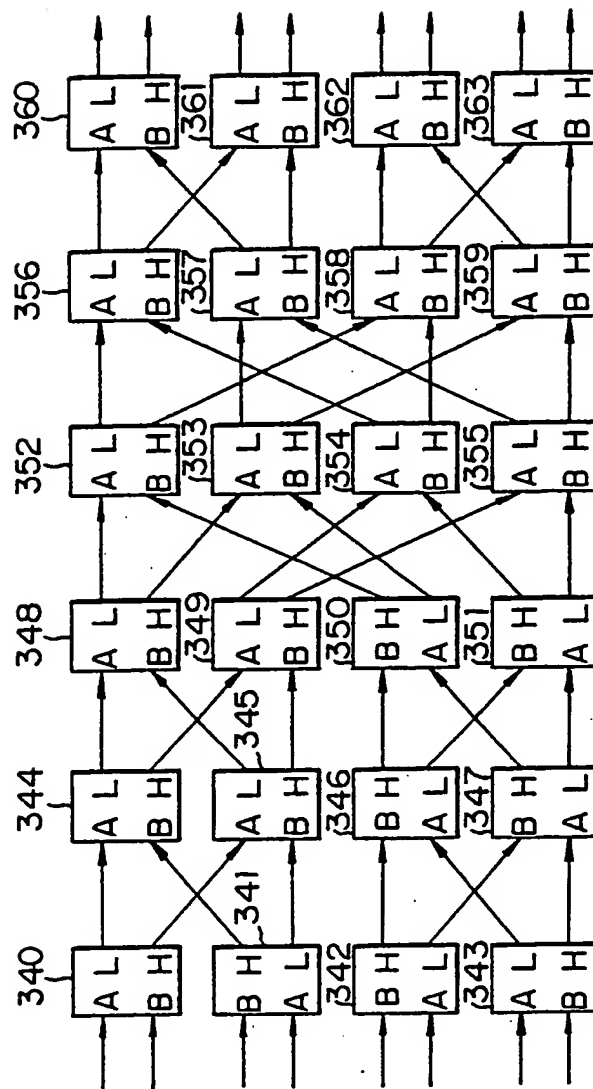 340 344 348 352 356 360
A L A L A L A L A L A L
B H B H B H B H B H B H
341 345 349 353 357 361
B H A L A L A L A L A L
A L B H B H B H B H B H
342 346 350 354 358 362
B H B H B H A L A L A L
A L A L A L B H B H B H
343 347 351 355 359 363
A L B H B H A L A L A L
B H A L A L B H B H B H